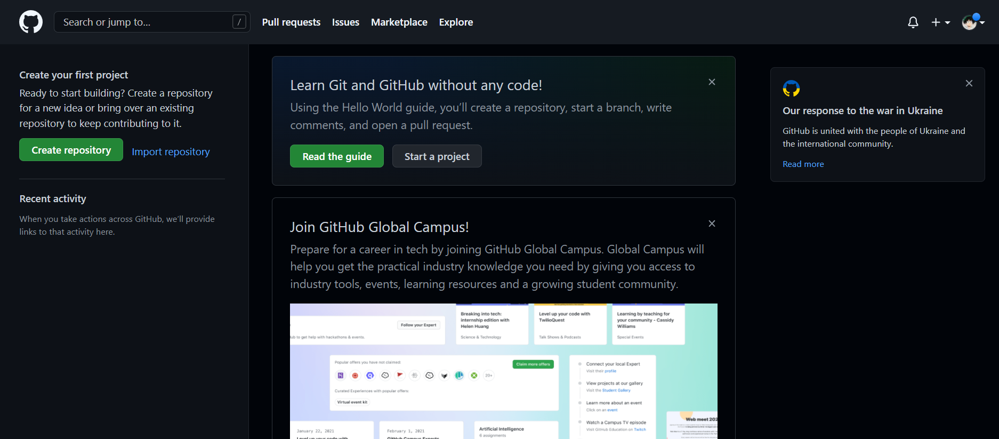 Search or jump to...
/
Pull requests
Issues
Marketplace
Explore
Create your first project
Ready to start building? Create a repository
for a new idea or bring over an existing
repository to keep contributing to it.
Create repository
Import repository
Recent activity
When you take actions across GitHub, we’ll provide
links to that activity here.
Learn Git and GitHub without any code!
Using the Hello World guide, you’ll create a repository, start a branch, write
comments, and open a pull request.
Read the guide
Start a project
Join GitHub Global Campus!
Prepare for a career in tech by joining GitHub Global Campus. Global Campus will
help you get the practical industry knowledge you need by giving you access to
industry tools, events, learning resources and a growing student community.
Follow your Expert
to get help with hackathons & events.
Breaking into tech:
internship edition with
Helen Huang
Science & Technology
Level up your code with
TwilioQuest
Talk Shows & Podcasts
Learning by teaching for
your community - Cassidy
Williams
Special Events
Popular offers you have not claimed:
Claim more offers
20+
Curated Experiences with popular offers:
Virtual event kit
Connect your local Expert
Visit their profile
View projects at our gallery
Visit the Student Gallery
Learn more about an event
Click on an event
Watch a Campus TV episode
Visit GitHub Education on Twitch
January 22, 2021
Level up your code with
February 1, 2021
GitHub Campus Experts
Artificial Intelligence
6 assignments
Web meet 202
Our response to the war in Ukraine
GitHub is united with the people of Ukraine and
the international community.
Read more